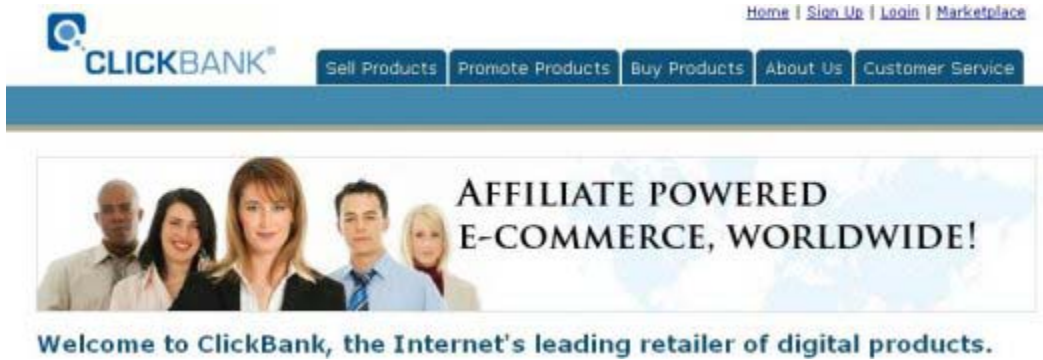 Home | Sign Up | Login | Marketplace
CLICKBANK®
Sell Products Promote Products Buy Products About Us Customer Service
AFFILIATE POWERED
E-COMMERCE, WORLDWIDE!
Welcome to ClickBank, the Internet's leading retailer of digital products.